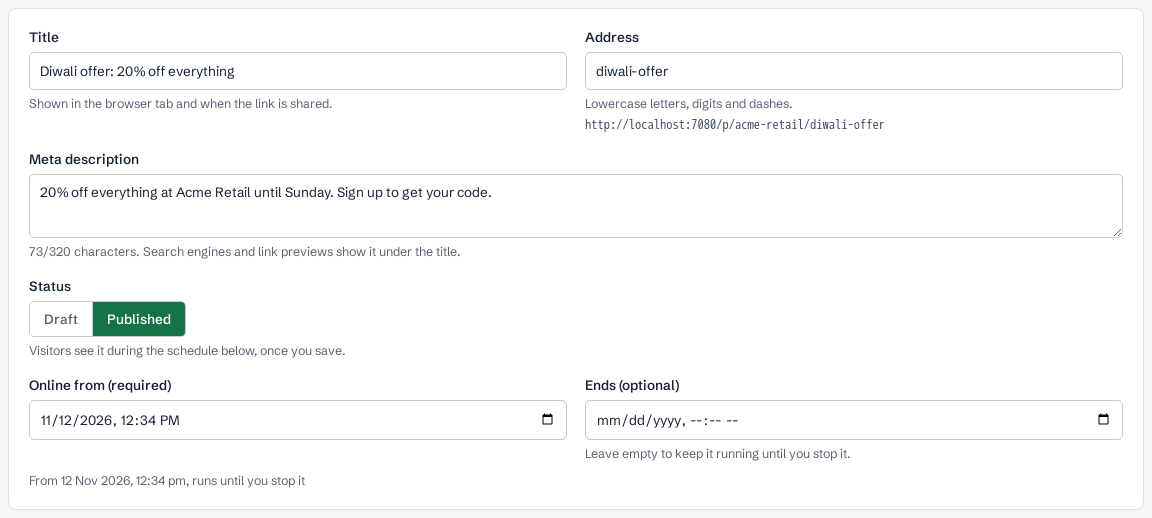 Title
Address
Diwali offer: 20% off everything
diwali-offer
Shown in the browser tab and when the link is shared.
Lowercase letters, digits and dashes.
http://localhost:7080/p/acme-retail/diwali-offer
Meta description
20% off everything at Acme Retail until Sunday. Sign up to get your code.
73/320 characters. Search engines and link previews show it under the title.
Status
Draft
Published
Visitors see it during the schedule below, once you save.
Online from (required)
Ends (optional)
11/12/2026, 12:34 PM
mm/dd/yyyy, --:-- --
Leave empty to keep it running until you stop it.
From 12 Nov 2026, 12:34 pm, runs until you stop it